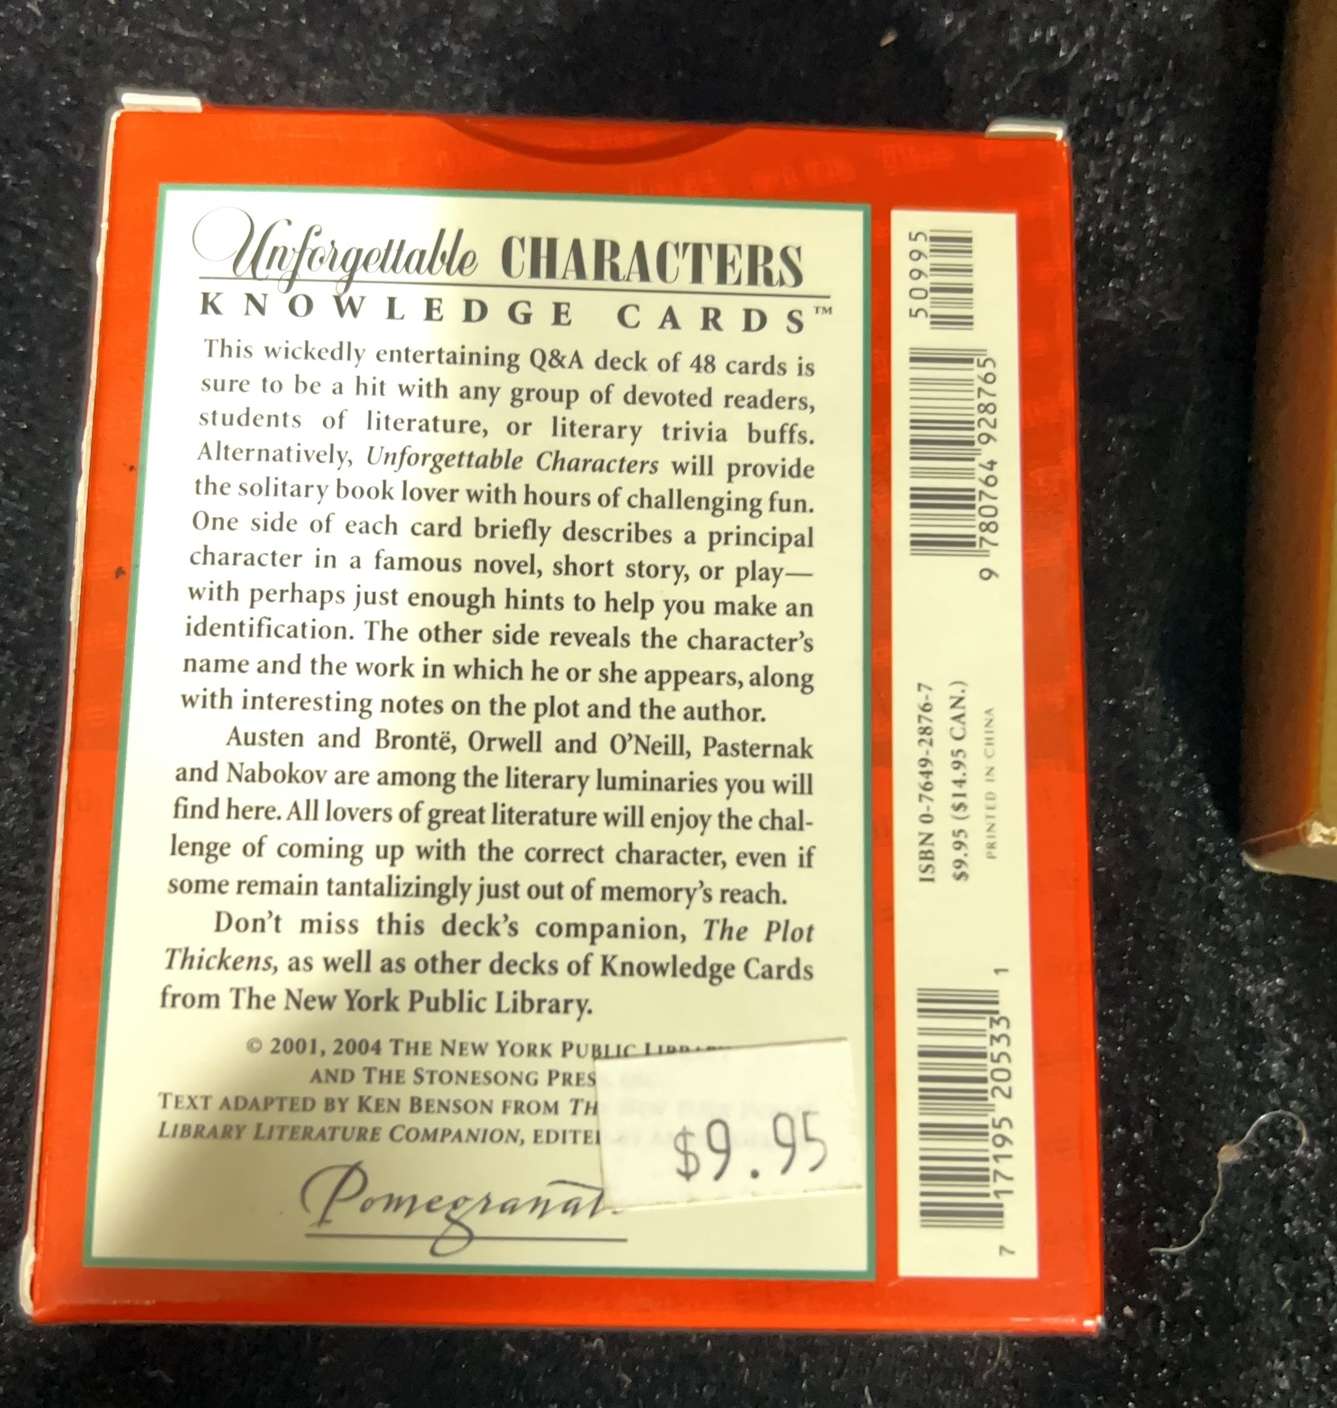 Unforgettable CHARACTERS
KNOWLEDGE CARDS™
This wickedly entertaining Q&A deck of 48 cards is
sure to be a hit with any group of devoted readers,
students of literature, or literary trivia buffs.
Alternatively, Unforgettable Characters will provide
the solitary book lover with hours of challenging fun.
One side of each card briefly describes a principal
character in a famous novel, short story, or play—
with perhaps just enough hints to help you make an
identification. The other side reveals the character's
name and the work in which he or she appears, along
with interesting notes on the plot and the author.
Austen and Brontë, Orwell and O'Neill, Pasternak
and Nabokov are among the literary luminaries you will
find here. All lovers of great literature will enjoy the chal-
lenge of coming up with the correct character, even if
some remain tantalizingly just out of memory's reach.
Don't miss this deck's companion, The Plot
Thickens, as well as other decks of Knowledge Cards
from The New York Public Library.
© 2001, 2004 THE NEW YORK PUBLIC
AND THE STONESONG PRES
TEXT ADAPTED BY KEN BENSON FROM TH
LIBRARY LITERATURE COMPANION, EDITE
Pomegranat
$9.95
50995
9 780764 928765
ISBN 0-7649-2876-7
$9.95 ($14.95 CAN.)
PRINTED IN CHINA
7 17195 20533 1